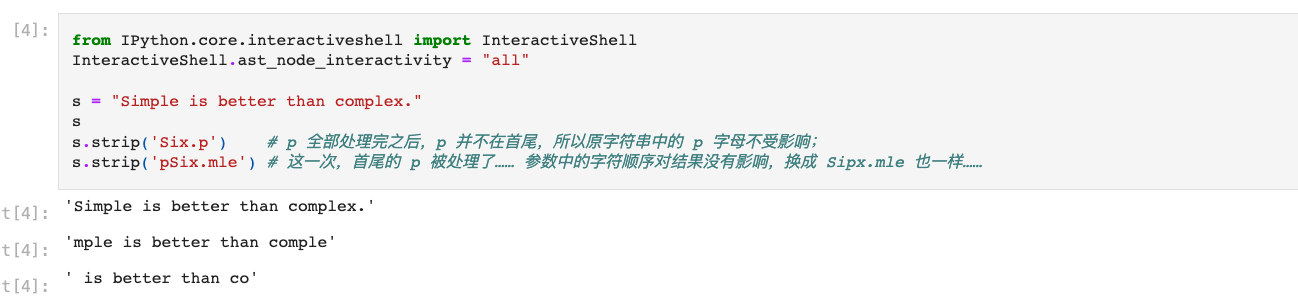 [4]:
from IPython.core.interactiveshell import InteractiveShell
InteractiveShell.ast_node_interactivity = "all"
s = "Simple is better than complex."
s
s.strip('Six.p')    # p 全部处理完之后，p 并不在首尾，所以原字符串中的 p 字母不受影响；
s.strip('pSix.mle') # 这一次，首尾的 p 被处理了…… 参数中的字符顺序对结果没有影响，换成 Sipx.mle 也一样……
t[4]: 'Simple is better than complex.'
t[4]: 'mple is better than comple'
t[4]: ' is better than co'